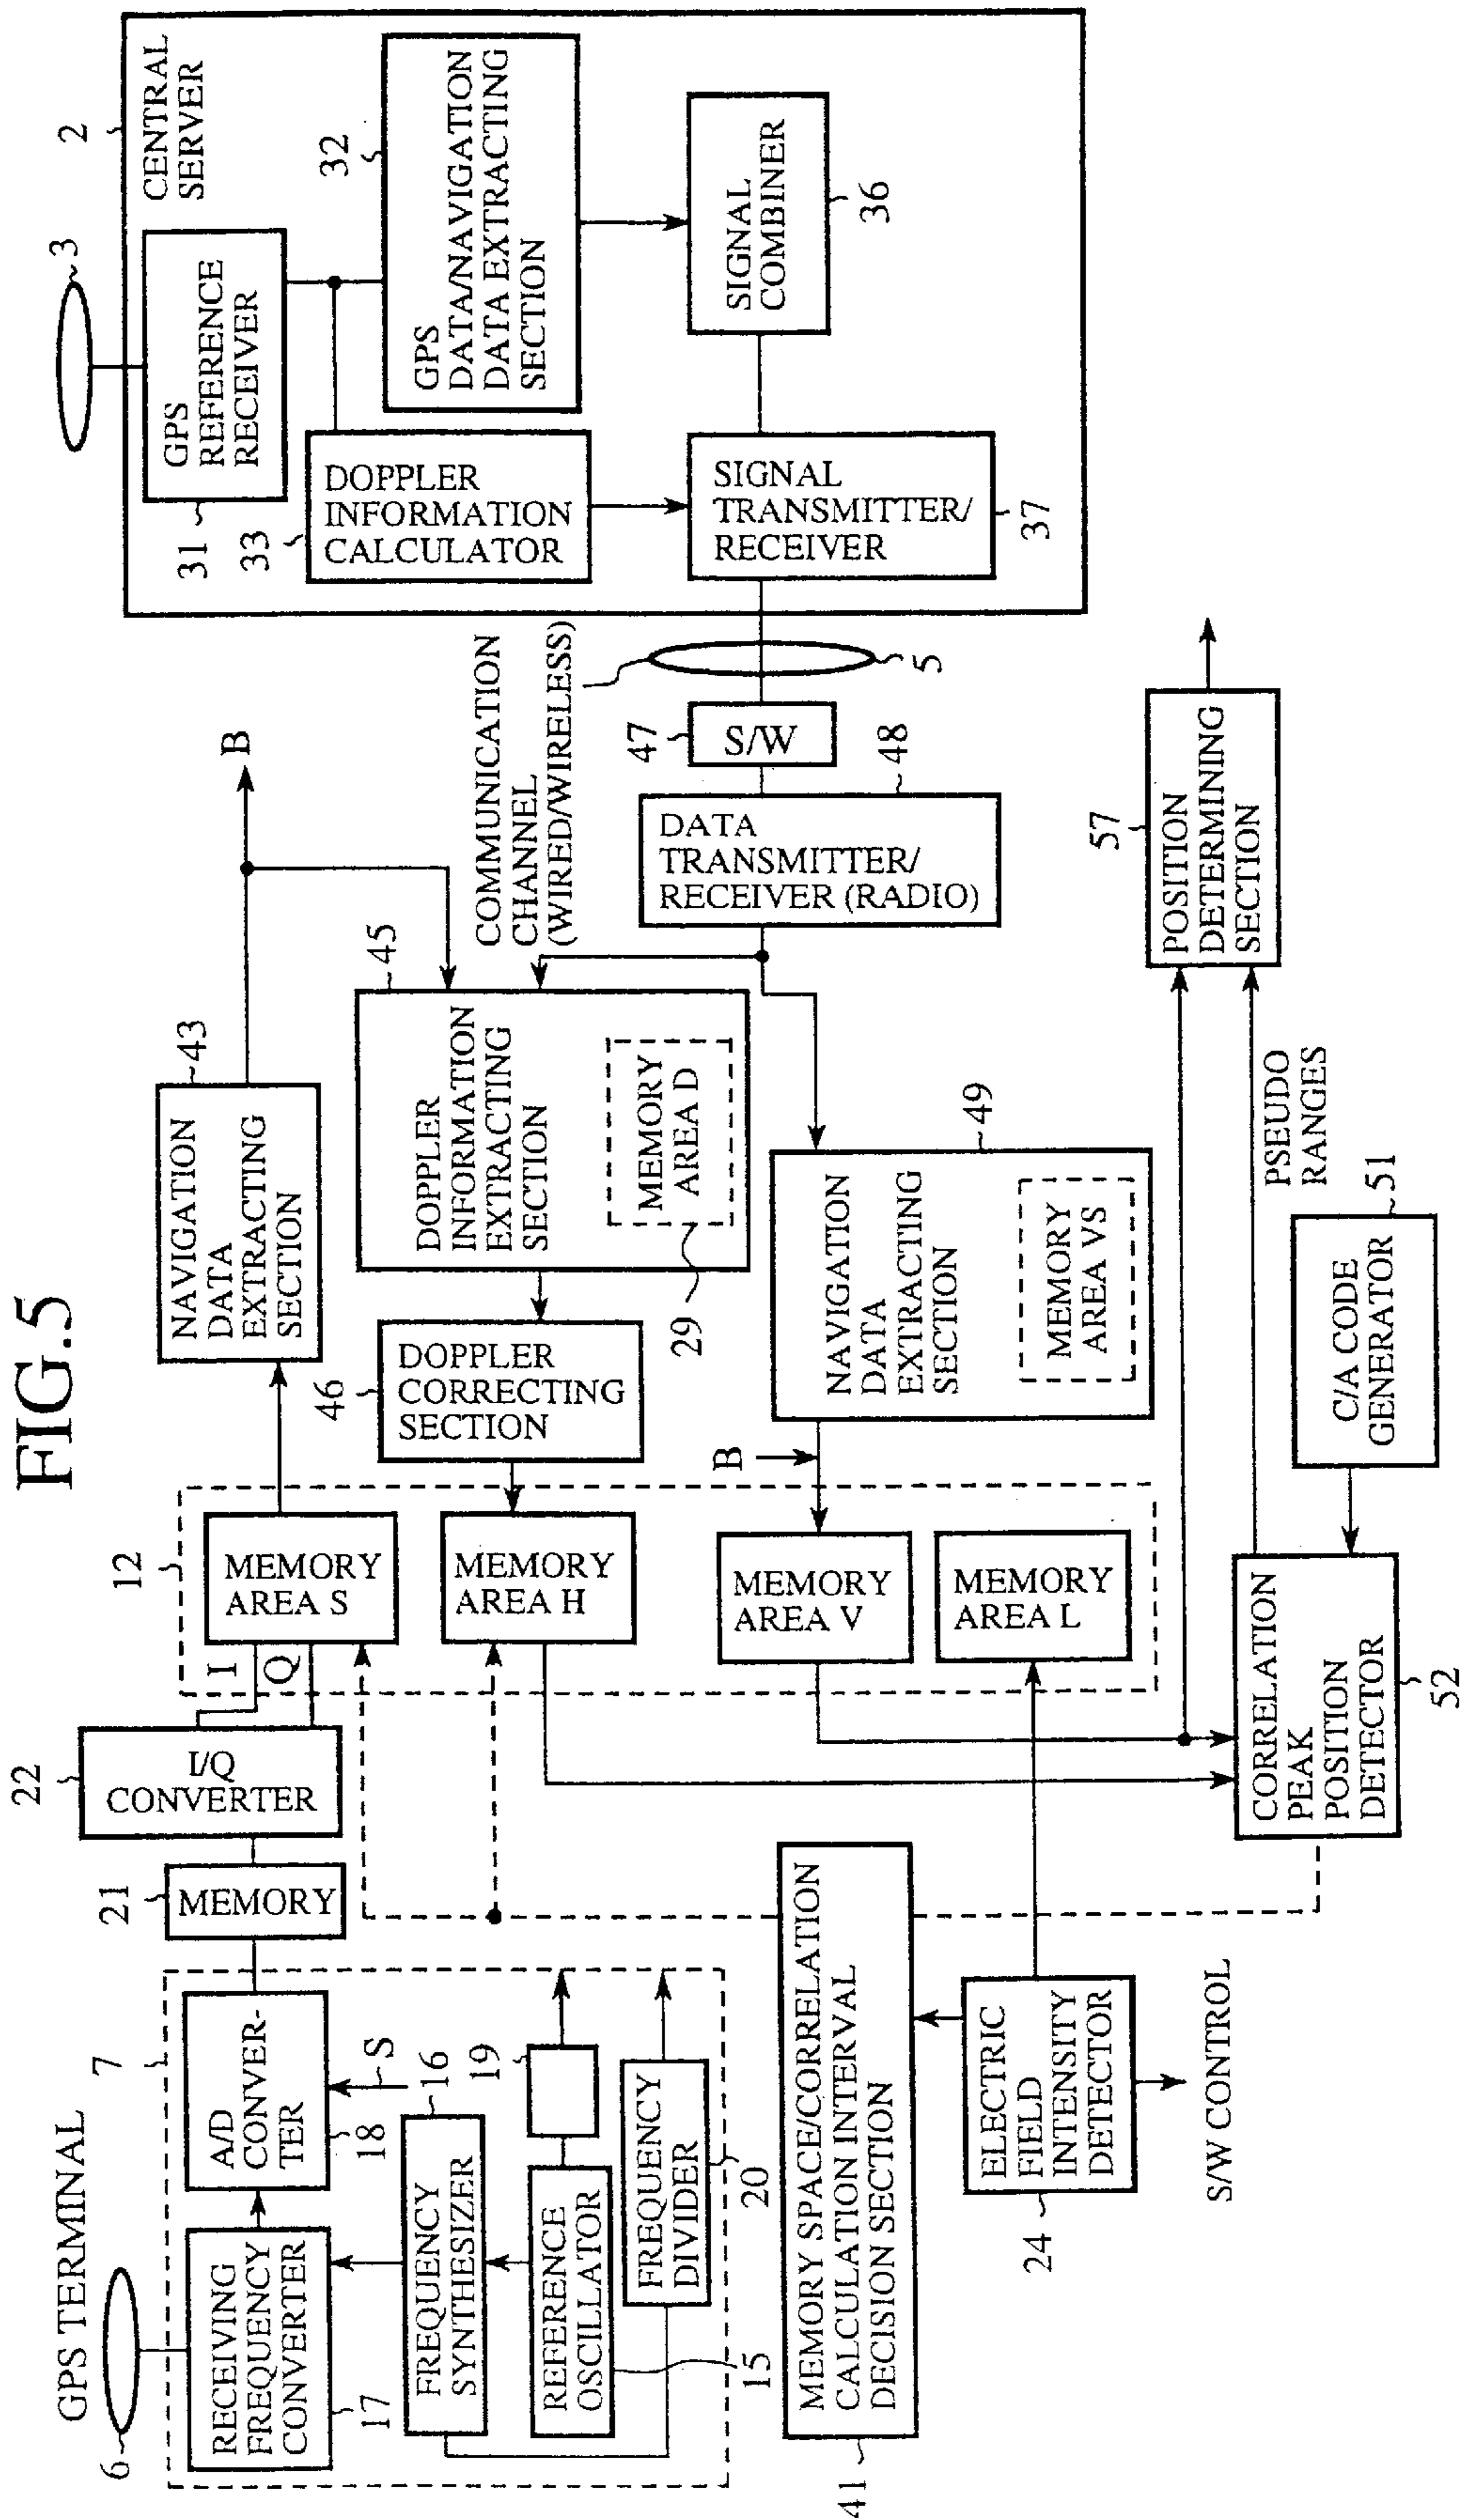 FIG.5
GPS TERMINAL
6
7
RECEIVING
FREQUENCY
CONVERTER
17
A/D
CONVER-
TER
18
S
FREQUENCY
SYNTHESIZER
16
REFERENCE
OSCILLATOR
15
19
FREQUENCY
DIVIDER
20
21
MEMORY
22
I/Q
CONVERTER
I
Q
12
MEMORY
AREA S
MEMORY
AREA H
MEMORY
AREA V
MEMORY
AREA L
41
MEMORY SPACE/CORRELATION
CALCULATION INTERVAL
DECISION SECTION
24
ELECTRIC
FIELD
INTENSITY
DETECTOR
S/W CONTROL
NAVIGATION
DATA
EXTRACTING
SECTION
43
B
46
DOPPLER
CORRECTING
SECTION
DOPPLER
INFORMATION
EXTRACTING
SECTION
45
MEMORY
AREA D
29
B
NAVIGATION
DATA
EXTRACTING
SECTION
49
MEMORY
AREA VS
CORRELATION
PEAK
POSITION
DETECTOR
52
C/A CODE
GENERATOR
51
PSEUDO
RANGES
57
POSITION
DETERMINING
SECTION
COMMUNICATION
CHANNEL
(WIRED/WIRELESS)
DATA
TRANSMITTER/
RECEIVER (RADIO)
48
47
S/W
5
2
CENTRAL
SERVER
3
GPS
REFERENCE
RECEIVER
31
33
DOPPLER
INFORMATION
CALCULATOR
32
GPS
DATA/NAVIGATION
DATA EXTRACTING
SECTION
SIGNAL
COMBINER
36
SIGNAL
TRANSMITTER/
RECEIVER
37